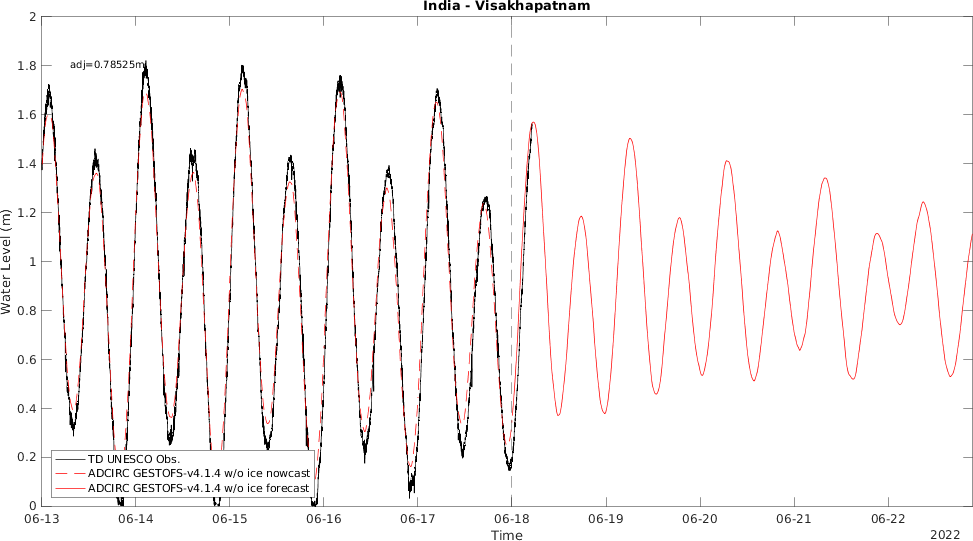 India - Visakhapatnam
2
1.8
1.6
1.4
1.2
1
0.8
0.6
0.4
0.2
0
Water Level (m)
adj=0.78525m
TD UNESCO Obs.
ADCIRC GESTOFS-v4.1.4 w/o ice nowcast
ADCIRC GESTOFS-v4.1.4 w/o ice forecast
06-13 06-14 06-15 06-16 06-17 06-18 06-19 06-20 06-21 06-22
Time
2022